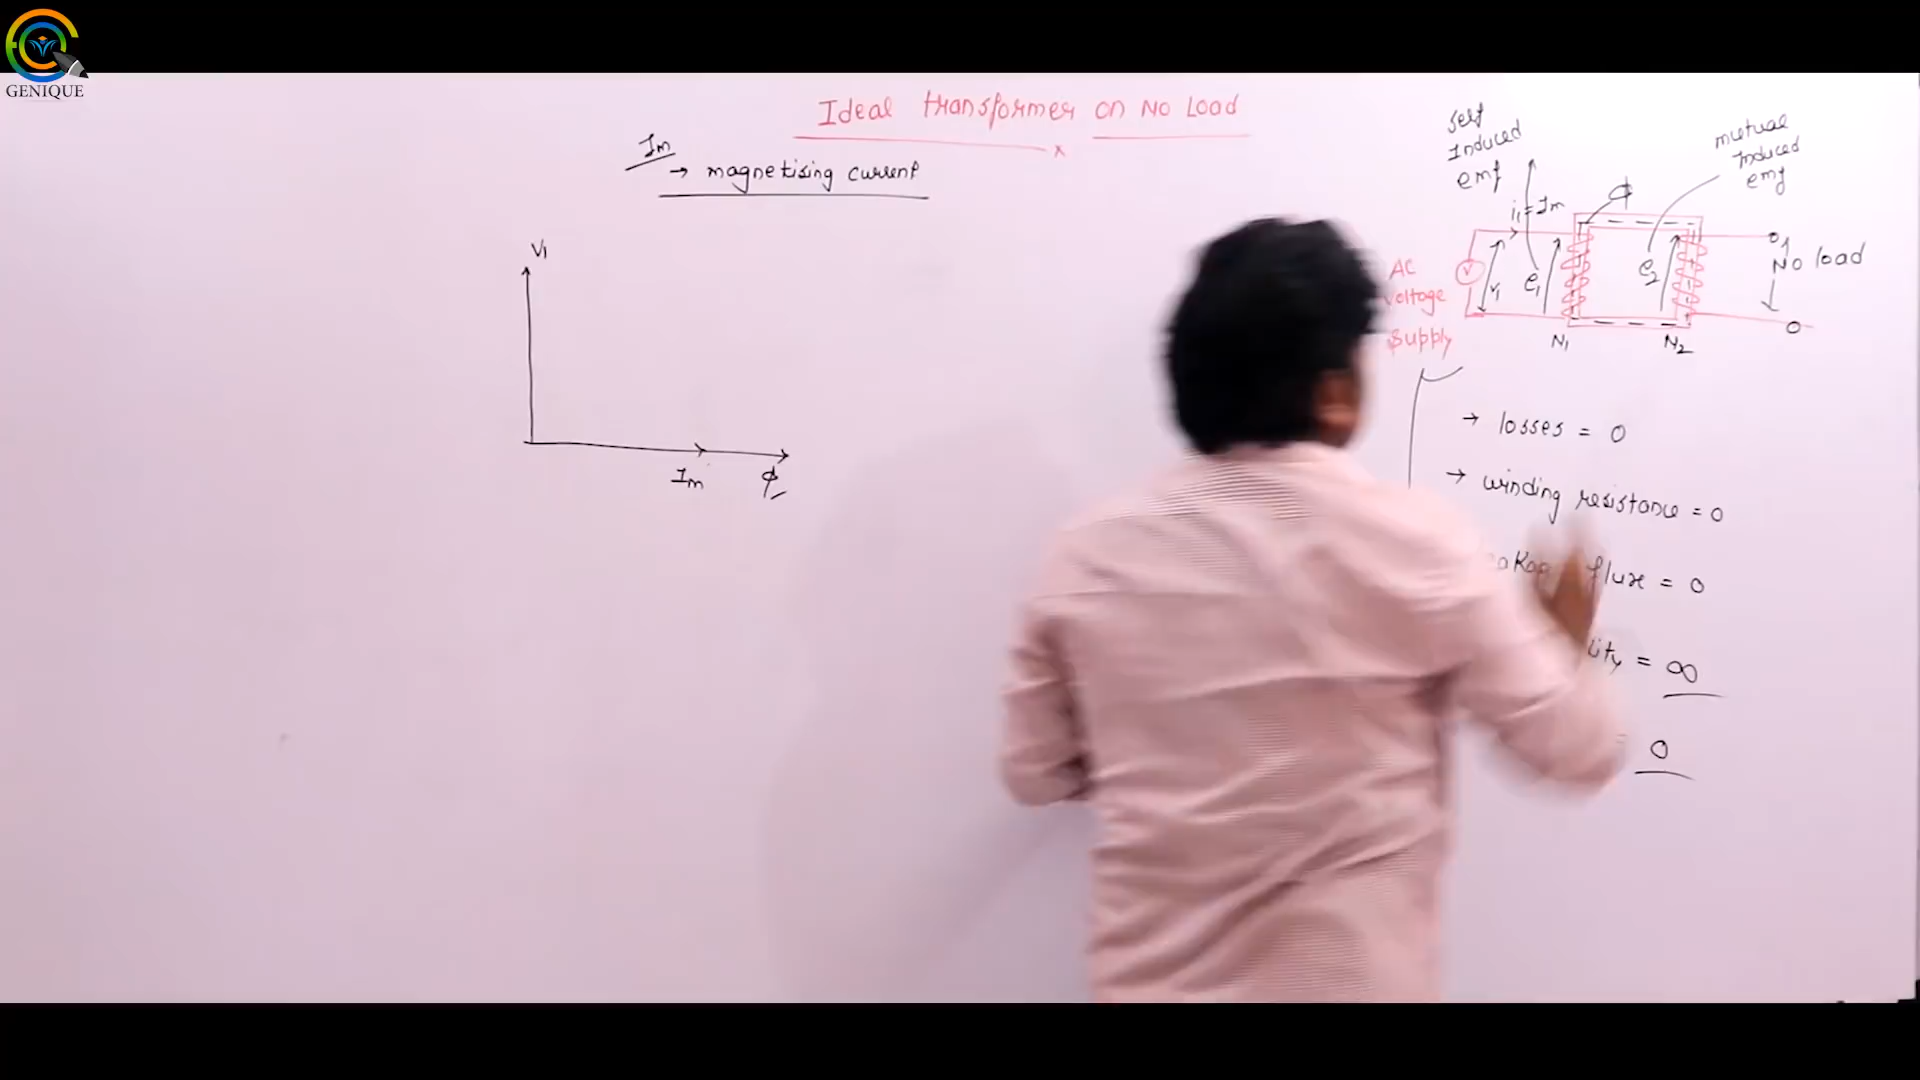 GENIQUE
Ideal transformer on No Load
Im
→ magnetising current
V1
Im
ϕ
Self
Induced
emf
mutual
Induced
emf
ϕ
i1 = Im
AC
Voltage
Supply
V
V1
e1
e2
No load
N1
N2
→ losses = 0
→ winding resistance = 0
flux = 0
= ∞
0